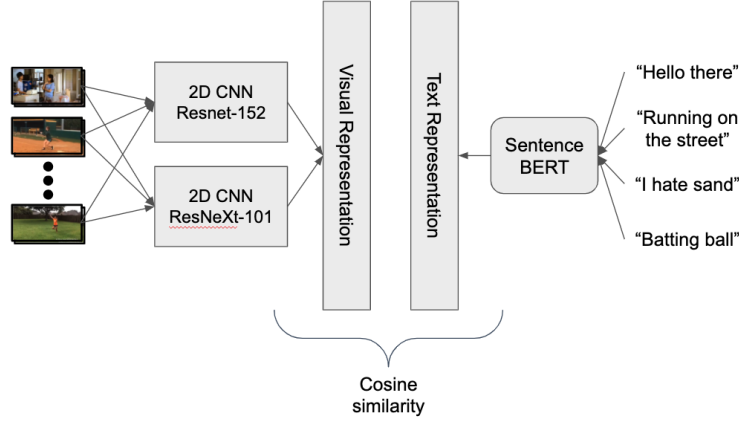 2D CNN
Resnet-152
2D CNN
ResNeXt-101
Visual Representation
Text Representation
Sentence
BERT
“Hello there”
“Running on
the street”
“I hate sand”
“Batting ball”
Cosine
similarity